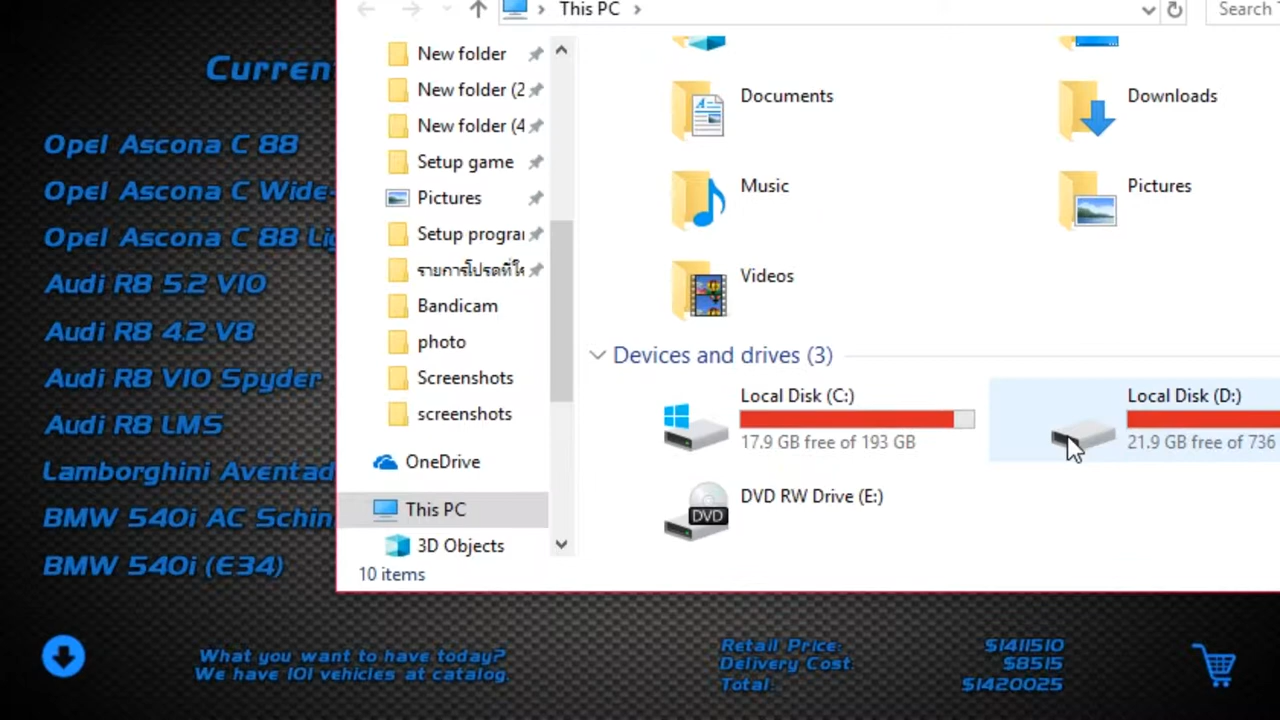 This PC
Search
Curren
Opel Ascona C 88
Opel Ascona C Wide-
Opel Ascona C 88 Lig
Audi R8 5.2 V10
Audi R8 4.2 V8
Audi R8 V10 Spyder
Audi R8 LMS
Lamborghini Aventad
BMW 540i AC Schin
BMW 540i (E34)
New folder
New folder (2
New folder (4
Setup game
Pictures
Setup progra
รายการโปรดที่ใ
Bandicam
photo
Screenshots
screenshots
OneDrive
This PC
3D Objects
10 items
Documents
Downloads
Music
Pictures
Videos
Devices and drives (3)
Local Disk (C:)
17.9 GB free of 193 GB
Local Disk (D:)
21.9 GB free of 736
DVD RW Drive (E:)
DVD
What you want to have today?
We have 101 vehicles at catalog.
Retail Price: $1411510
Delivery Cost: $8515
Total: $1420025